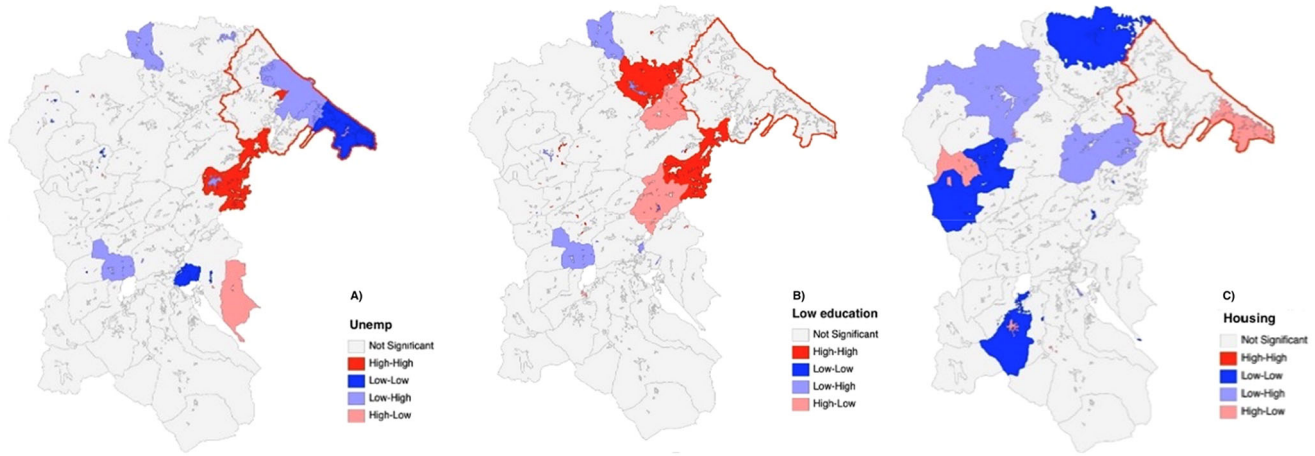 A)
Unemp
Not Significant
High-High
Low-Low
Low-High
High-Low
B)
Low education
Not Significant
High-High
Low-Low
Low-High
High-Low
C)
Housing
Not Significant
High-High
Low-Low
Low-High
High-Low